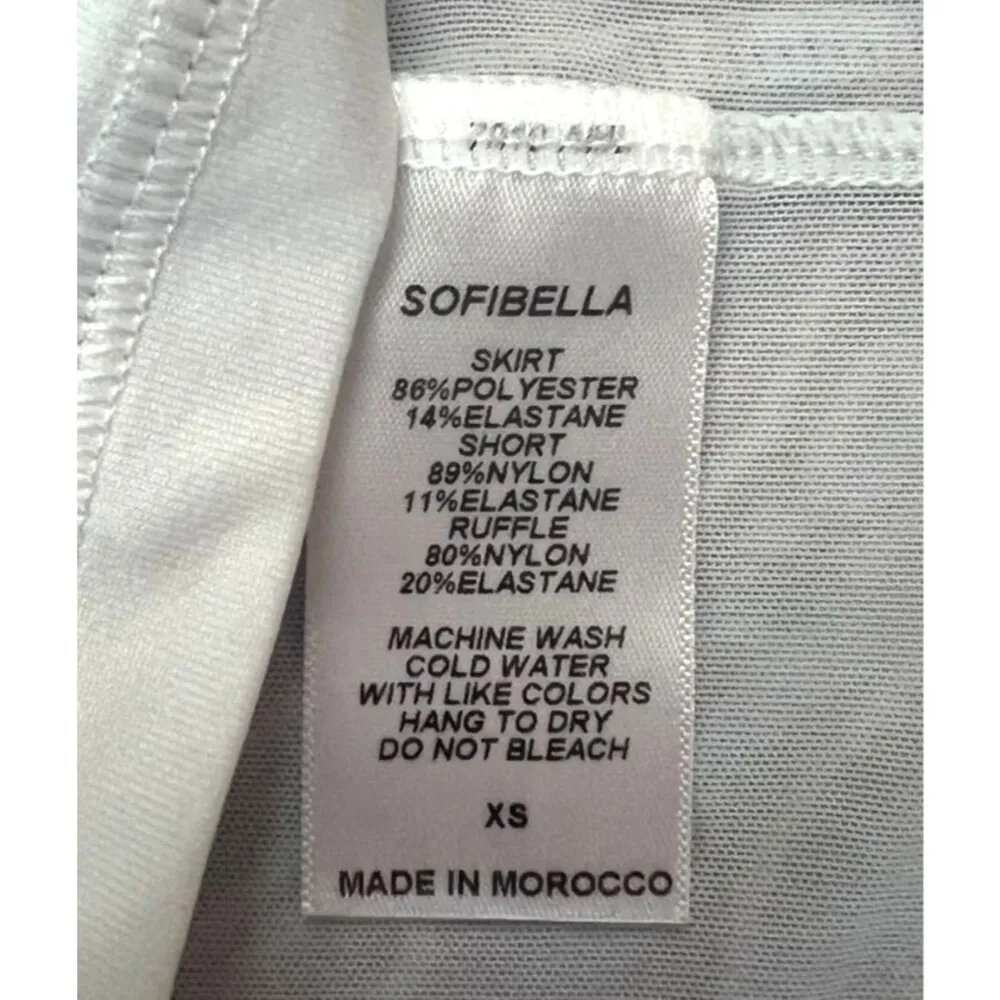 SOFIBELLA
SKIRT
86%POLYESTER
14%ELASTANE
SHORT
89%NYLON
11%ELASTANE
RUFFLE
80%NYLON
20%ELASTANE
MACHINE WASH
COLD WATER
WITH LIKE COLORS
HANG TO DRY
DO NOT BLEACH
XS
MADE IN MOROCCO